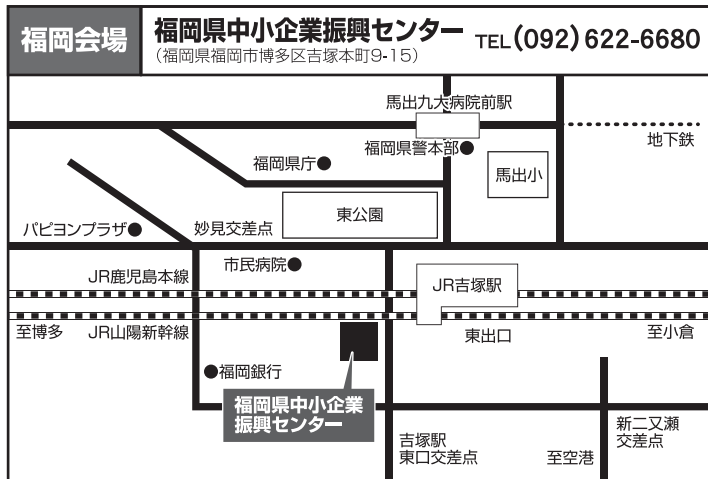 福岡会場
福岡県中小企業振興センター TEL(092)622-6680
(福岡県福岡市博多区吉塚本町9-15)
馬出九大病院前駅
地下鉄
福岡県警本部●
福岡県庁●
馬出小
東公園
パピヨンプラザ●
妙見交差点
市民病院●
JR鹿児島本線
JR吉塚駅
至博多
JR山陽新幹線
東出口
至小倉
●福岡銀行
福岡県中小企業
振興センター
吉塚駅
東口交差点
至空港
新二又瀬
交差点